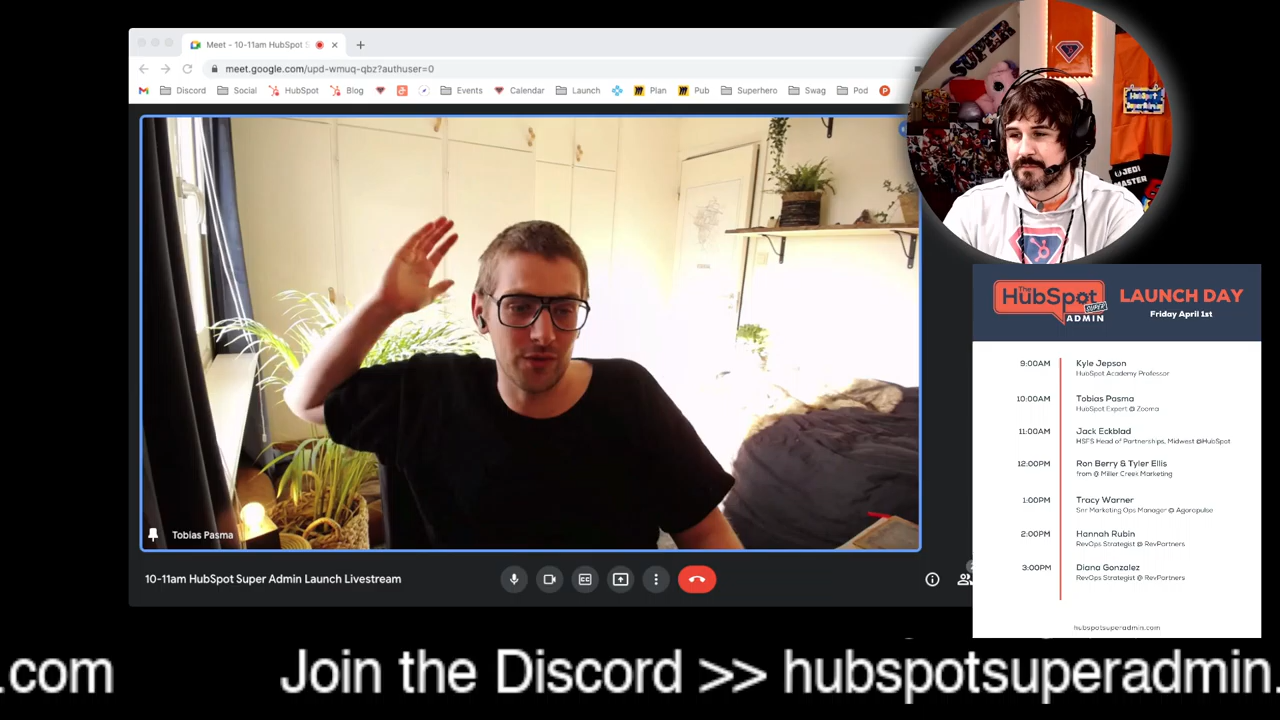 Meet - 10-11am HubSpot S
meet.google.com/upd-wmuq-qbz?authuser=0
Discord
Social
HubSpot
Blog
Events
Calendar
Launch
Plan
Pub
Superhero
Swag
Pod
SUPER
HubSpot
JEDI
MASTER
Tobias Pasma
10-11am HubSpot Super Admin Launch Livestream
The
HubSpot
SUPER
ADMIN
LAUNCH DAY
Friday April 1st
9:00AM
Kyle Jepson
HubSpot Academy Professor
10:00AM
Tobias Pasma
HubSpot Expert @ Zooma
11:00AM
Jack Eckblad
HSFS Head of Partnerships, Midwest @HubSpot
12:00PM
Ron Berry & Tyler Ellis
from @ Miller Creek Marketing
1:00PM
Tracy Warner
Snr Marketing Ops Manager @ Agorapulse
2:00PM
Hannah Rubin
RevOps Strategist @ RevPartners
3:00PM
Diana Gonzalez
RevOps Strategist @ RevPartners
hubspotsuperadmin.com
.com Join the Discord >> hubspotsuperadmin.